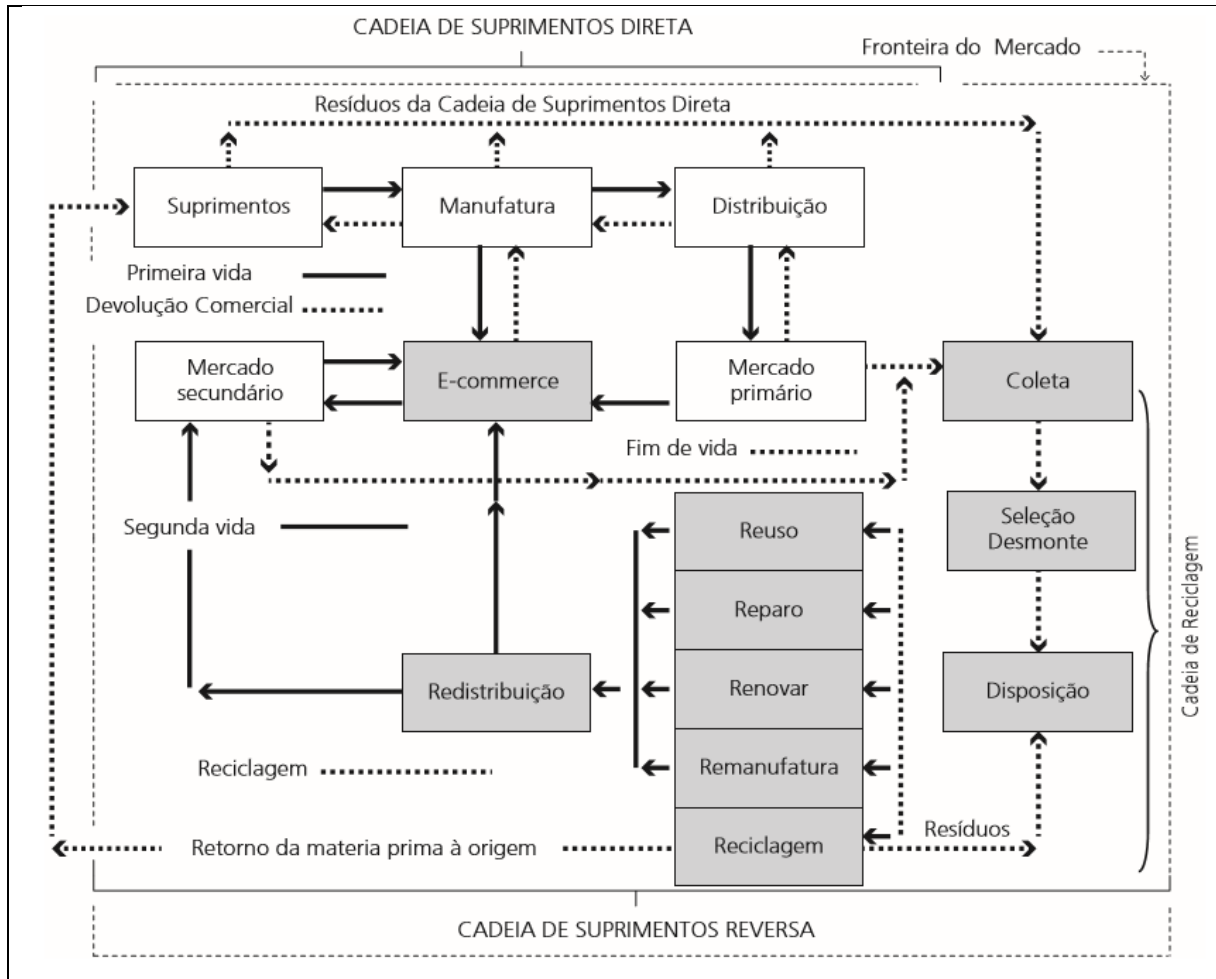 CADEIA DE SUPRIMENTOS DIRETA
Fronteira do Mercado
Resíduos da Cadeia de Suprimentos Direta
Suprimentos
Manufatura
Distribuição
Primeira vida
Devolução Comercial
Mercado
secundário
E-commerce
Mercado
primário
Coleta
Fim de vida
Segunda vida
Reuso
Seleção
Desmonte
Reparo
Redistribuição
Renovar
Disposição
Cadeia de Reciclagem
Reciclagem
Remanufatura
Retorno da materia prima à origem
Reciclagem
Resíduos
CADEIA DE SUPRIMENTOS REVERSA